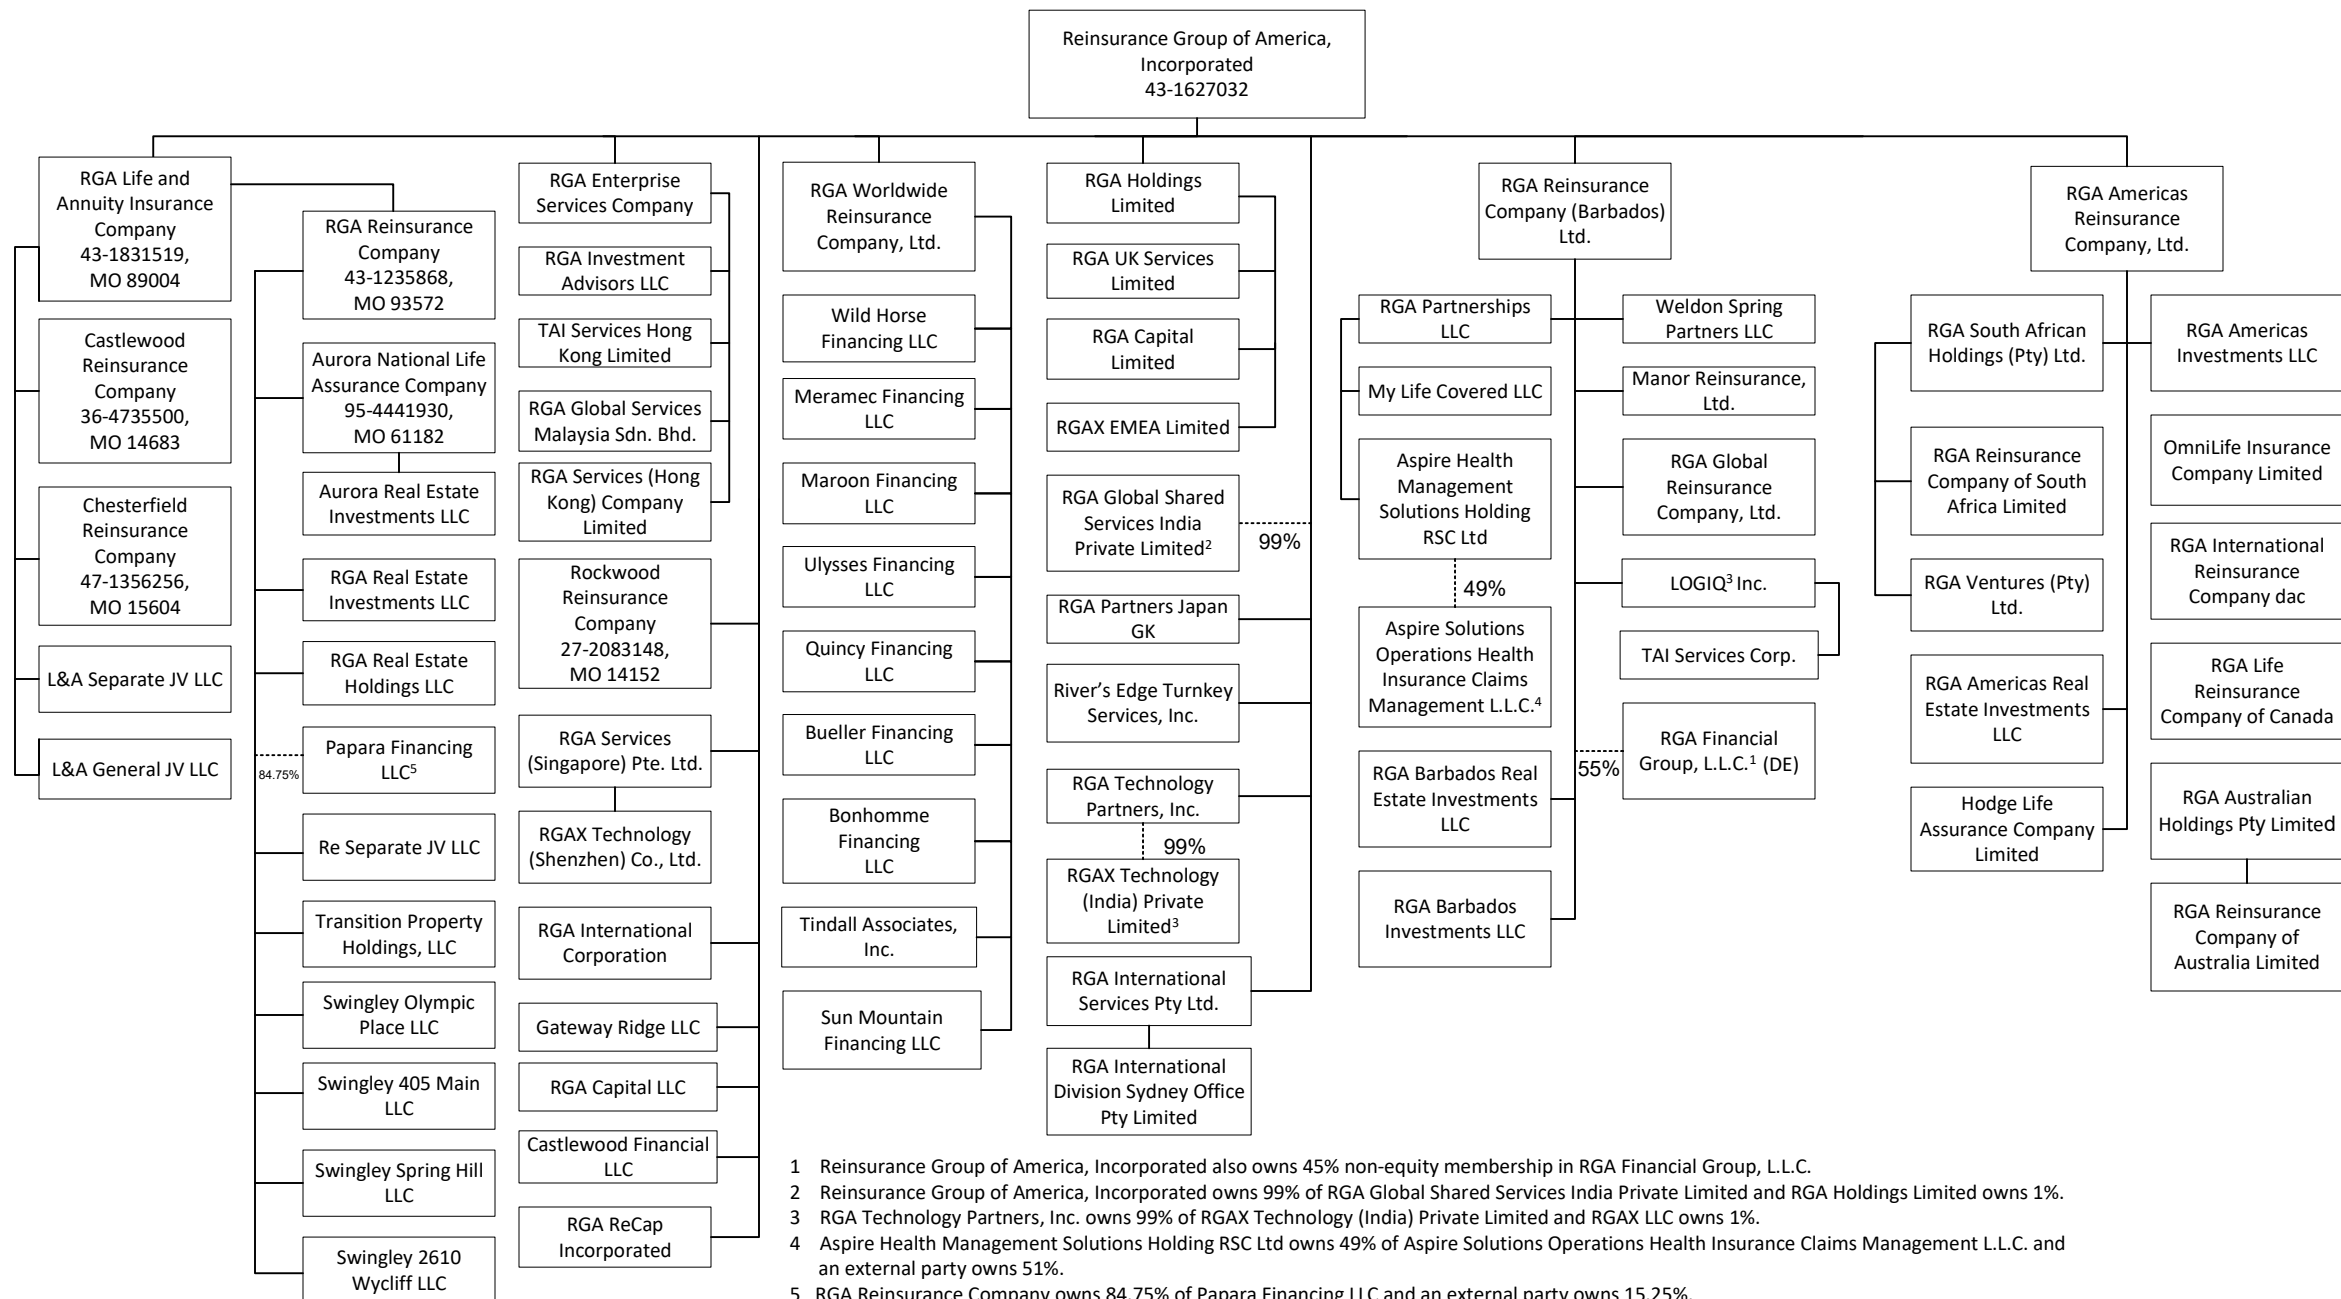 Reinsurance Group of America,
Incorporated
43-1627032
RGA Life and
Annuity Insurance
Company
43-1831519,
MO 89004
Castlewood
Reinsurance
Company
36-4735500,
MO 14683
Chesterfield
Reinsurance
Company
47-1356256,
MO 15604
L&A Separate JV LLC
L&A General JV LLC
RGA Reinsurance
Company
43-1235868,
MO 93572
Aurora National Life
Assurance Company
95-4441930,
MO 61182
Aurora Real Estate
Investments LLC
RGA Real Estate
Investments LLC
RGA Real Estate
Holdings LLC
84.75%
Papara Financing
LLC5
Re Separate JV LLC
Transition Property
Holdings, LLC
Swingley Olympic
Place LLC
Swingley 405 Main
LLC
Swingley Spring Hill
LLC
Swingley 2610
Wycliff LLC
RGA Enterprise
Services Company
RGA Investment
Advisors LLC
TAI Services Hong
Kong Limited
RGA Global Services
Malaysia Sdn. Bhd.
RGA Services (Hong
Kong) Company
Limited
Rockwood
Reinsurance
Company
27-2083148,
MO 14152
RGA Services
(Singapore) Pte. Ltd.
RGAX Technology
(Shenzhen) Co., Ltd.
RGA International
Corporation
Gateway Ridge LLC
RGA Capital LLC
Castlewood Financial
LLC
RGA ReCap
Incorporated
RGA Worldwide
Reinsurance
Company, Ltd.
Wild Horse
Financing LLC
Meramec Financing
LLC
Maroon Financing
LLC
Ulysses Financing
LLC
Quincy Financing
LLC
Bueller Financing
LLC
Bonhomme
Financing
LLC
Tindall Associates,
Inc.
Sun Mountain
Financing LLC
RGA Holdings
Limited
RGA UK Services
Limited
RGA Capital
Limited
RGAX EMEA Limited
RGA Global Shared
Services India
Private Limited2
99%
RGA Partners Japan
GK
River's Edge Turnkey
Services, Inc.
RGA Technology
Partners, Inc.
99%
RGAX Technology
(India) Private
Limited3
RGA International
Services Pty Ltd.
RGA International
Division Sydney Office
Pty Limited
RGA Reinsurance
Company (Barbados)
Ltd.
RGA Partnerships
LLC
My Life Covered LLC
Aspire Health
Management
Solutions Holding
RSC Ltd
49%
Aspire Solutions
Operations Health
Insurance Claims
Management L.L.C.4
RGA Barbados Real
Estate Investments
LLC
RGA Barbados
Investments LLC
Weldon Spring
Partners LLC
Manor Reinsurance,
Ltd.
RGA Global
Reinsurance
Company, Ltd.
LOGIQ3 Inc.
TAI Services Corp.
55%
RGA Financial
Group, L.L.C.1 (DE)
RGA Americas
Reinsurance
Company, Ltd.
RGA South African
Holdings (Pty) Ltd.
RGA Reinsurance
Company of South
Africa Limited
RGA Ventures (Pty)
Ltd.
RGA Americas Real
Estate Investments
LLC
Hodge Life
Assurance Company
Limited
RGA Americas
Investments LLC
OmniLife Insurance
Company Limited
RGA International
Reinsurance
Company dac
RGA Life
Reinsurance
Company of Canada
RGA Australian
Holdings Pty Limited
RGA Reinsurance
Company of
Australia Limited
1 Reinsurance Group of America, Incorporated also owns 45% non-equity membership in RGA Financial Group, L.L.C.
2 Reinsurance Group of America, Incorporated owns 99% of RGA Global Shared Services India Private Limited and RGA Holdings Limited owns 1%.
3 RGA Technology Partners, Inc. owns 99% of RGAX Technology (India) Private Limited and RGAX LLC owns 1%.
4 Aspire Health Management Solutions Holding RSC Ltd owns 49% of Aspire Solutions Operations Health Insurance Claims Management L.L.C. and
an external party owns 51%.
5 RGA Reinsurance Company owns 84.75% of Papara Financing LLC and an external party owns 15.25%.